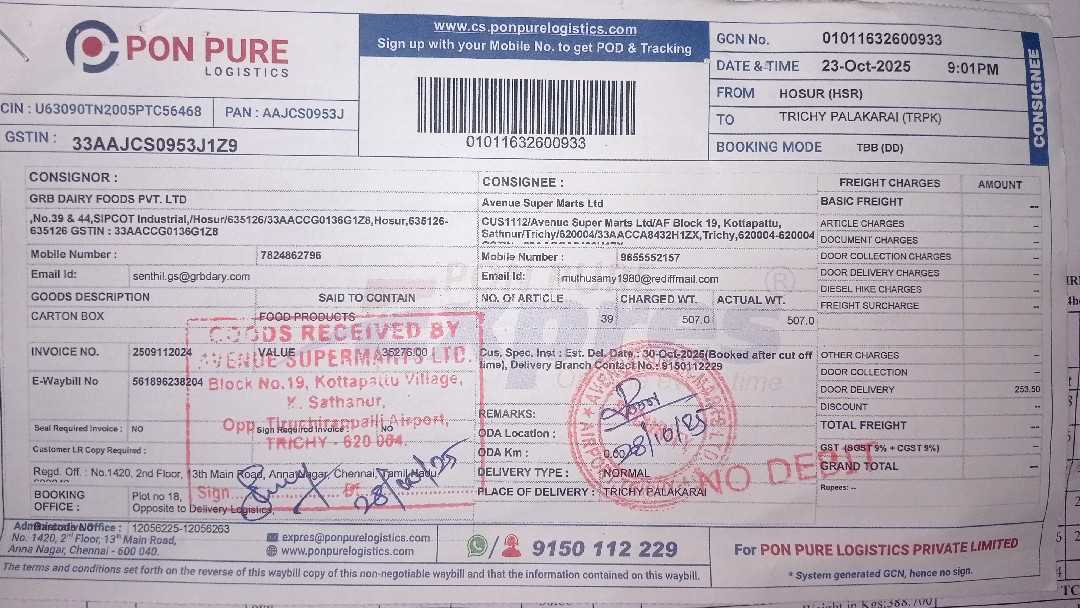 PON PURE
LOGISTICS
www.cs.ponpurelogistics.com
Sign up with your Mobile No. to get POD & Tracking
01011632600933
GCN No. 01011632600933
DATE & TIME 23-Oct-2025 9:01PM
FROM HOSUR (HSR)
TO TRICHY PALAKARAI (TRPK)
BOOKING MODE TBB (DD)
CONSIGNEE
CIN : U63090TN2005PTC56468 PAN : AAJCS0953J
GSTIN : 33AAJCS0953J1Z9
CONSIGNOR :
GRB DAIRY FOODS PVT. LTD
,No.39 & 44,SIPCOT Industrial,/Hosur/635126/33AACCG0136G1Z8,Hosur,635126-
635126 GSTIN : 33AACCG0136G1Z8
Mobile Number : 7824862796
Email Id: senthil.gs@grbdary.com
CONSIGNEE :
Avenue Super Marts Ltd
CUS1112/Avenue Super Marts Ltd/AF Block 19, Kottapattu,
Sathnur/Trichy/620004/33AACCA8432H1ZX,Trichy,620004-620004
Mobile Number : 9655552157
Email Id: muthusamy1980@rediffmail.com
GOODS DESCRIPTION SAID TO CONTAIN NO. Of ARTICLE CHARGED WT. ACTUAL WT.
CARTON BOX FOOD PRODUCTS 39 507.0 507.0
INVOICE NO. 2509112024 VALUE 35276.00
E-Waybill No 561896238204
Seal Required Invoice : NO Sign Required Invoice : NO
Customer LR Copy Required :
Cus, Spec, Inst : Est. Del. Date : 30-Oct-2025(Booked after cut off
time), Delivery Branch Contact No.: 9150112229
REMARKS:
ODA Location :
ODA Km : 0.00
DELIVERY TYPE : NORMAL
PLACE OF DELIVERY : TRICHY PALAKARAI
FREIGHT CHARGES AMOUNT
BASIC FREIGHT --
ARTICLE CHARGES --
DOCUMENT CHARGES --
DOOR COLLECTION CHARGES --
DOOR DELIVERY CHARGES --
DIESEL HIKE CHARGES --
FREIGHT SURCHARGE --
OTHER CHARGES --
DOOR COLLECTION --
DOOR DELIVERY 253.50
DISCOUNT --
TOTAL FREIGHT --
GST (SGST 9% + CGST 9%) --
GRAND TOTAL --
Rupees: --
GOODS RECEIVED BY
AVENUE SUPERMARTS LTD.
Block No.19, Kottapattu Village,
K. Sathanur,
Opp. Tiruchirappalli Airport,
TRICHY - 620 004.
Sign
28/10/25
28/10/25
NO DEPT
Regd. Off. : No.1420, 2nd Floor, 13th Main Road, AnnaNagar, Chennai, Tamil Nadu
BOOKING OFFICE : Plot no 18,
Opposite to Delivery Logistics
12056225-12056263
No. 1420, 2nd Floor, 13th Main Road,
Anna Nagar, Chennai - 600 040.
expres@ponpurelogistics.com
www.ponpurelogistics.com
9150 112 229
For PON PURE LOGISTICS PRIVATE LIMITED
* System generated GCN, hence no sign.
The terms and conditions set forth on the reverse of this waybill copy of this non-negotiable waybill and that the information contained on this waybill.